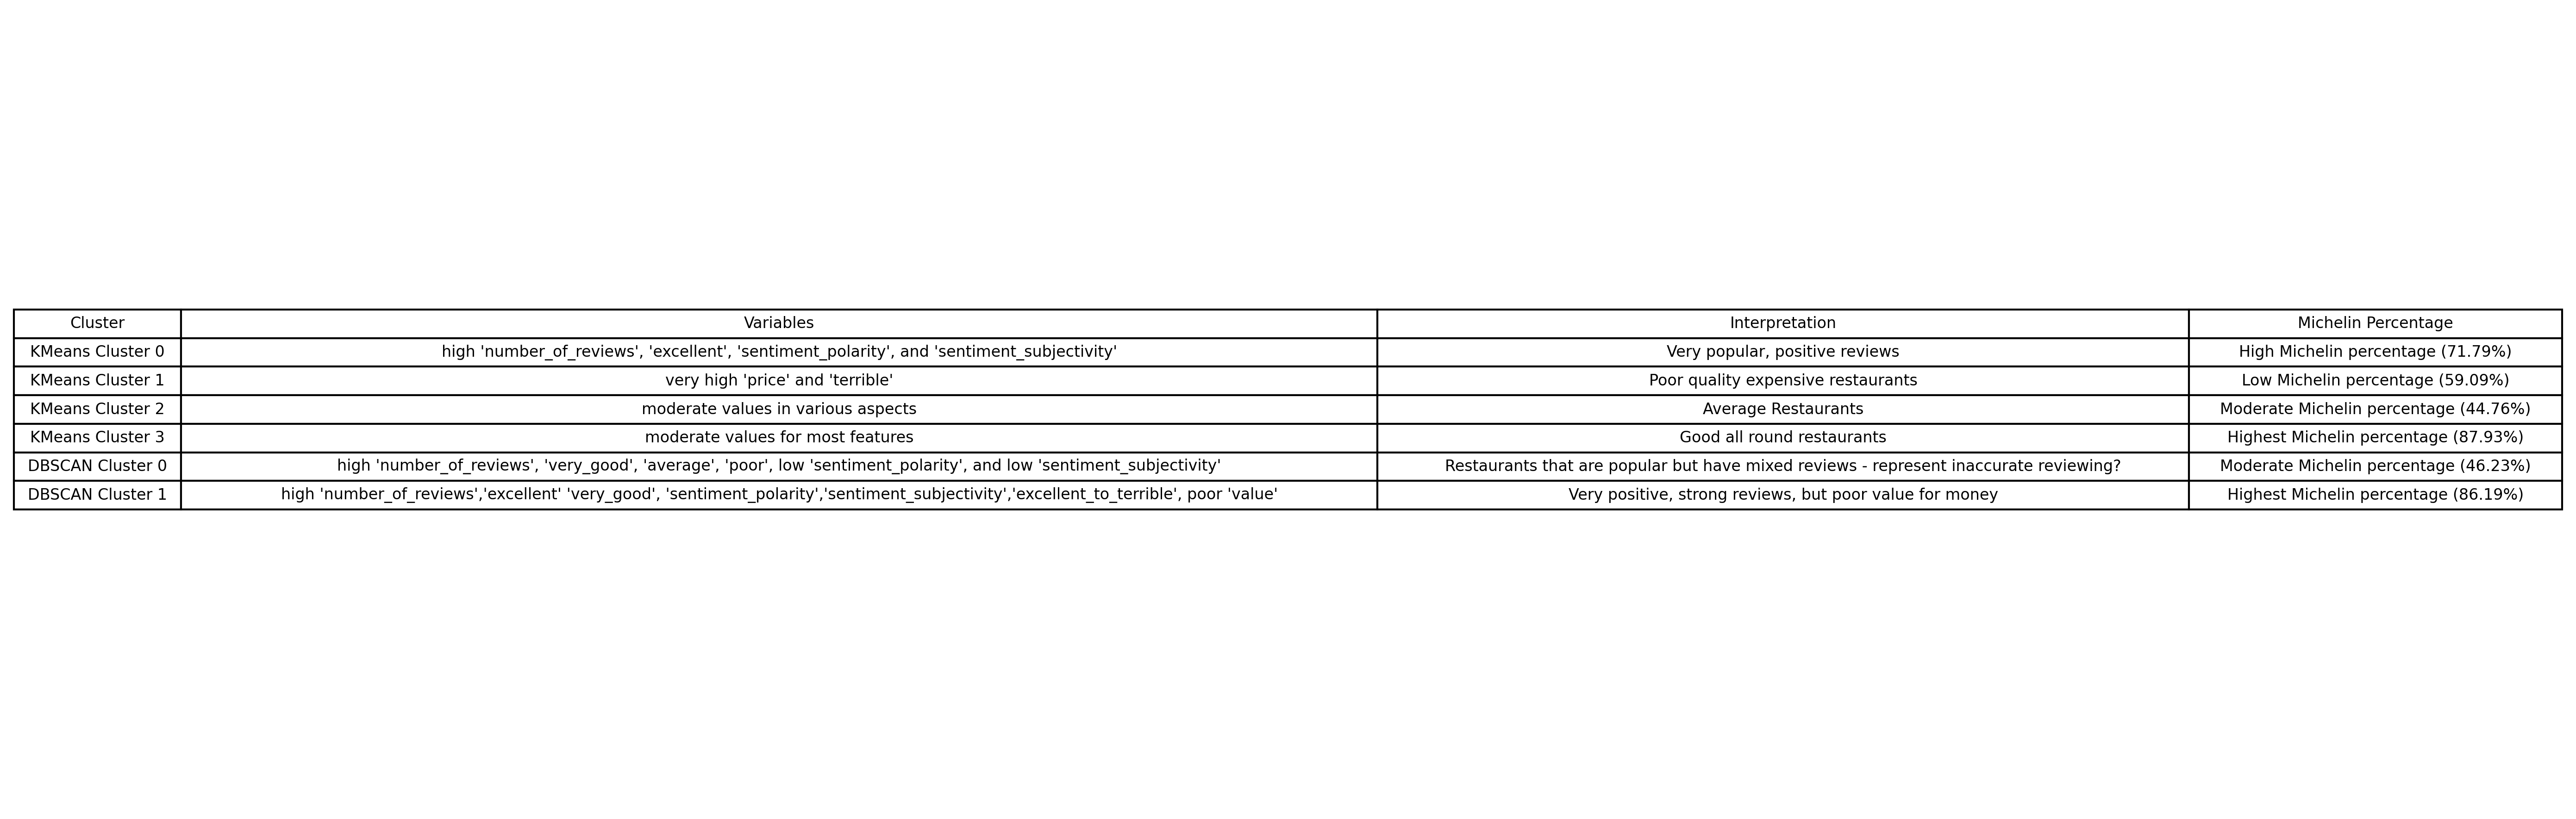 Cluster Variables Interpretation Michelin Percentage
KMeans Cluster 0 high 'number_of_reviews', 'excellent', 'sentiment_polarity', and 'sentiment_subjectivity' Very popular, positive reviews High Michelin percentage (71.79%)
KMeans Cluster 1 very high 'price' and 'terrible' Poor quality expensive restaurants Low Michelin percentage (59.09%)
KMeans Cluster 2 moderate values in various aspects Average Restaurants Moderate Michelin percentage (44.76%)
KMeans Cluster 3 moderate values for most features Good all round restaurants Highest Michelin percentage (87.93%)
DBSCAN Cluster 0 high 'number_of_reviews', 'very_good', 'average', 'poor', low 'sentiment_polarity', and low 'sentiment_subjectivity' Restaurants that are popular but have mixed reviews - represent inaccurate reviewing? Moderate Michelin percentage (46.23%)
DBSCAN Cluster 1 high 'number_of_reviews','excellent' 'very_good', 'sentiment_polarity','sentiment_subjectivity','excellent_to_terrible', poor 'value' Very positive, strong reviews, but poor value for money Highest Michelin percentage (86.19%)